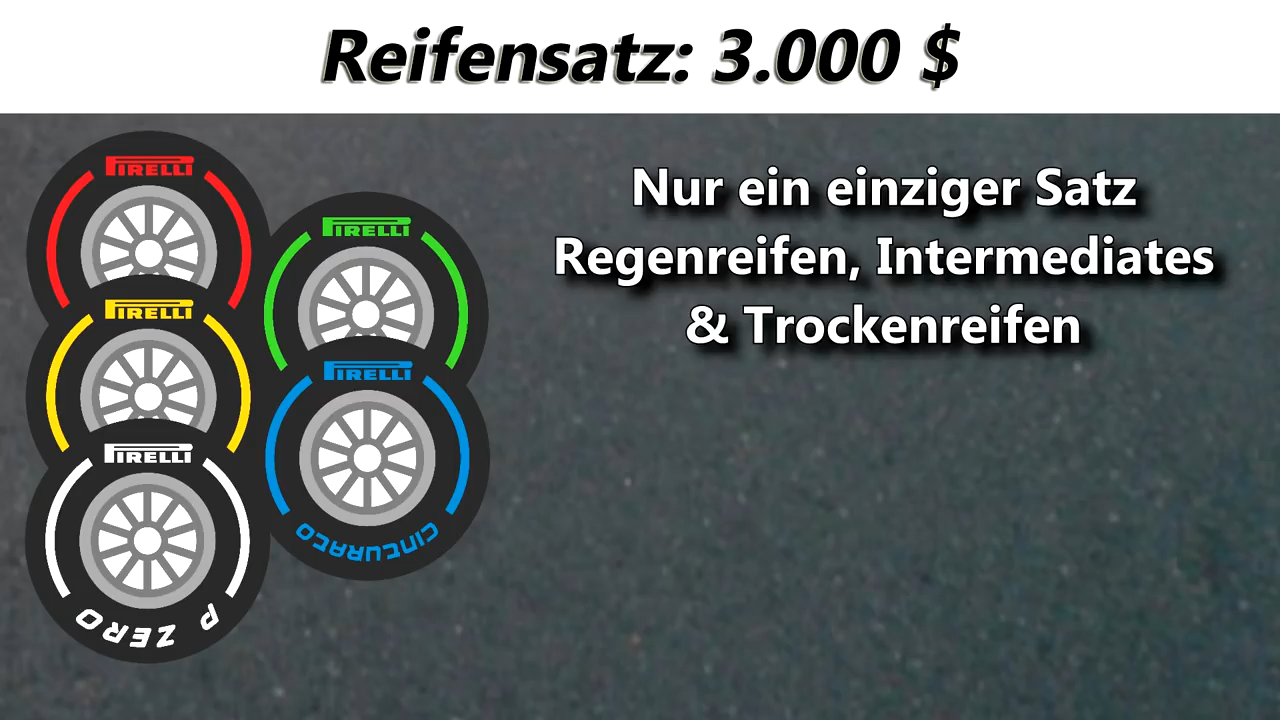 Reifensatz: 3.000 $
PIRELLI
PIRELLI
PIRELLI
PIRELLI
PIRELLI
CINTURATO
P ZERO
Nur ein einziger Satz
Regenreifen, Intermediates
& Trockenreifen